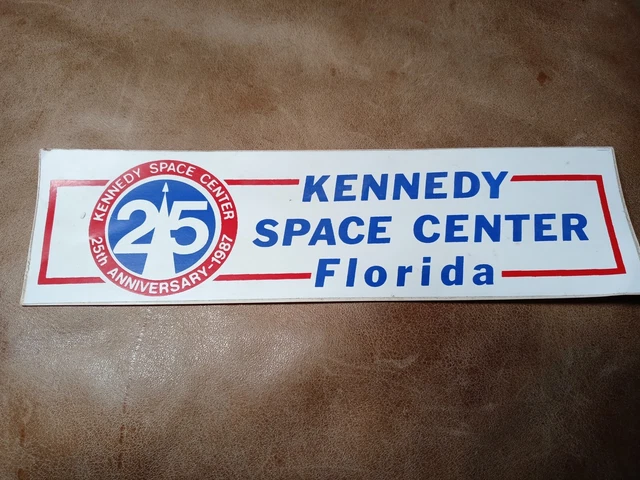 KENNEDY SPACE CENTER
25
25th ANNIVERSARY-1987
KENNEDY
SPACE CENTER
Florida